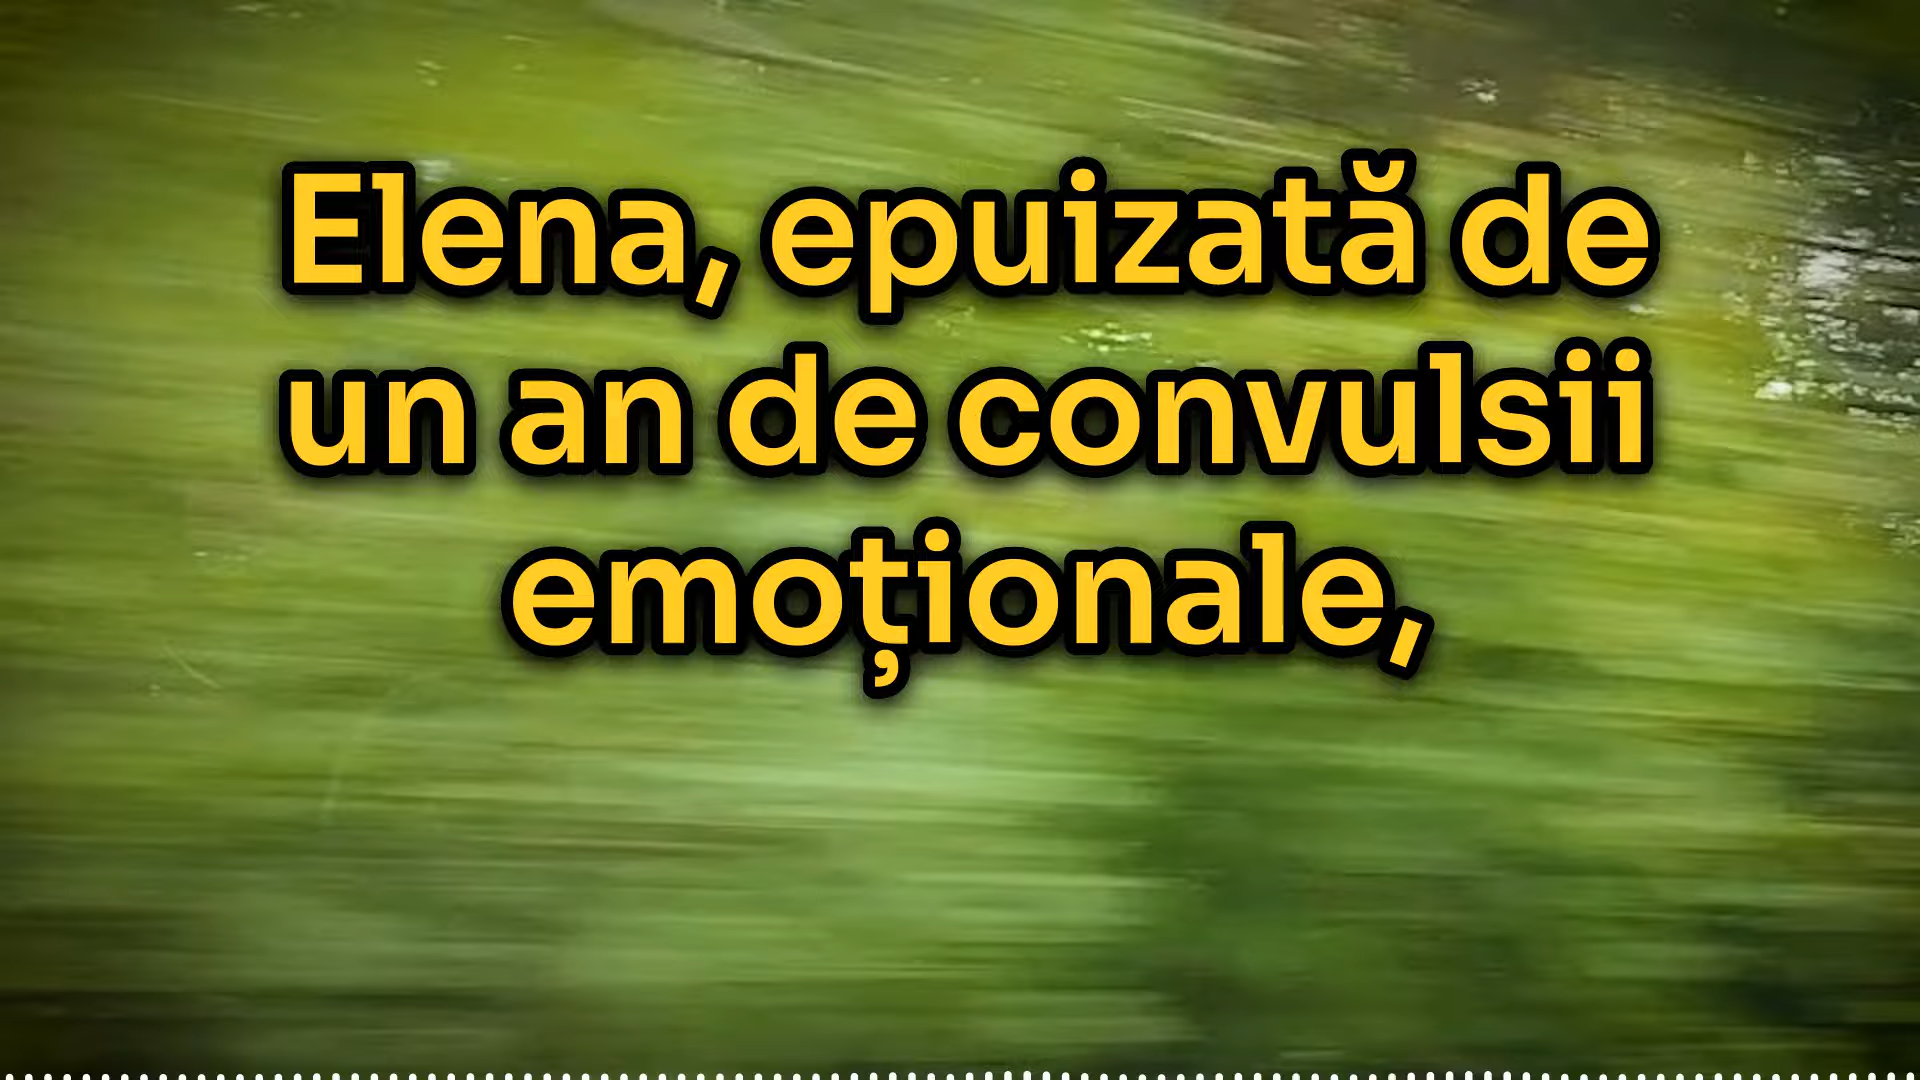 Elena, epuizată de
un an de convulsii
emoționale,